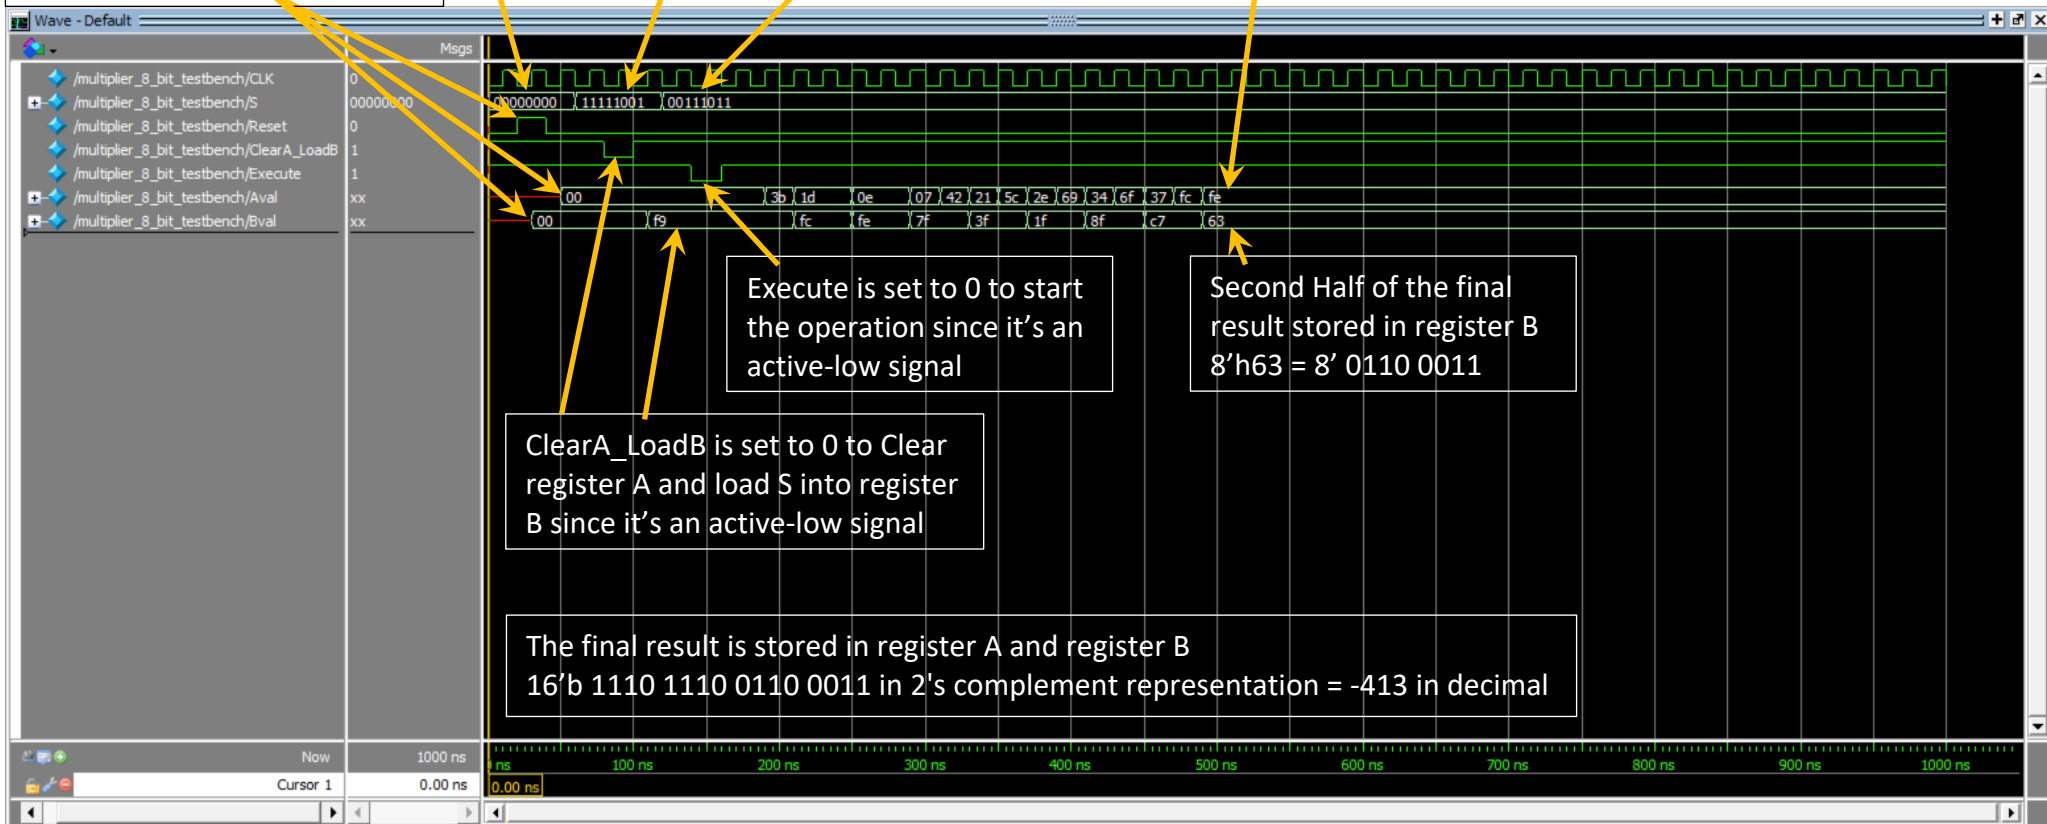 Wave - Default
Msgs
/multiplier_8_bit_testbench/CLK 0
/multiplier_8_bit_testbench/S 00000000 00000000 11111001 00111011
/multiplier_8_bit_testbench/Reset 0
/multiplier_8_bit_testbench/ClearA_LoadB 1
/multiplier_8_bit_testbench/Execute 1
/multiplier_8_bit_testbench/Aval xx 00 3b 1d 0e 07 42 21 5c 2e 69 34 6f 37 fc fe
/multiplier_8_bit_testbench/Bval xx 00 f9 fc fe 7f 3f 1f 8f c7 63
Execute is set to 0 to start
the operation since it’s an
active-low signal
Second Half of the final
result stored in register B
8’h63 = 8’ 0110 0011
ClearA_LoadB is set to 0 to Clear
register A and load S into register
B since it’s an active-low signal
The final result is stored in register A and register B
16’b 1110 1110 0110 0011 in 2's complement representation = -413 in decimal
Now 1000 ns
ns 100 ns 200 ns 300 ns 400 ns 500 ns 600 ns 700 ns 800 ns 900 ns 1000 ns
Cursor 1 0.00 ns 0.00 ns